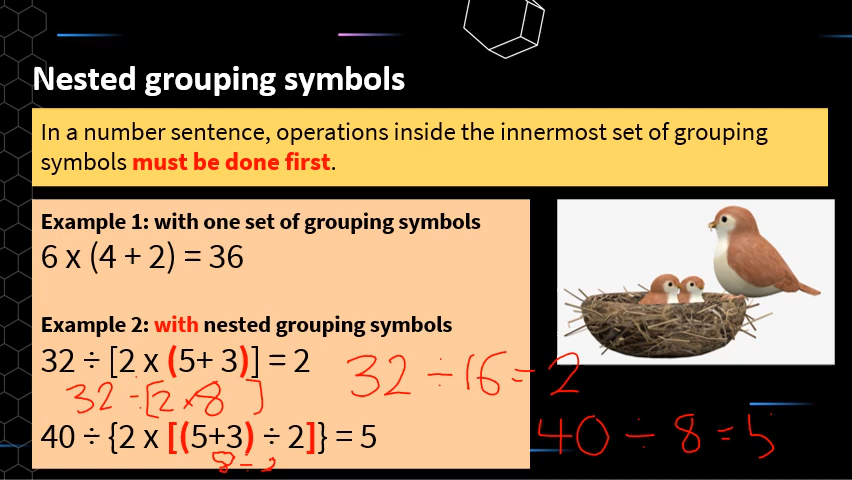 Nested grouping symbols
In a number sentence, operations inside the innermost set of grouping
symbols must be done first.
Example 1: with one set of grouping symbols
6 x (4 + 2) = 36
Example 2: with nested grouping symbols
32 ÷ [2 x (5+ 3)] = 2
32 ÷ 16 = 2
32 ÷ [2 x 8 ]
40 ÷ {2 x [(5+3) ÷ 2]} = 5
40 ÷ 8 = 5
8 ÷ 2